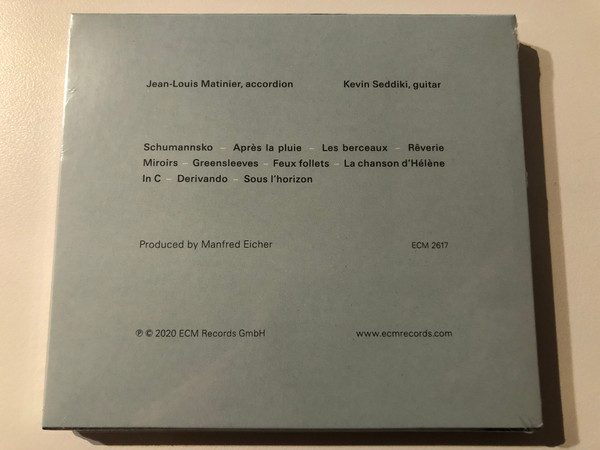 Jean-Louis Matinier, accordion Kevin Seddiki, guitar
Schumannsko – Après la pluie – Les berceaux – Rêverie
Miroirs – Greensleeves – Feux follets – La chanson d'Hélène
In C – Derivando – Sous l'horizon
Produced by Manfred Eicher ECM 2617
℗ © 2020 ECM Records GmbH www.ecmrecords.com